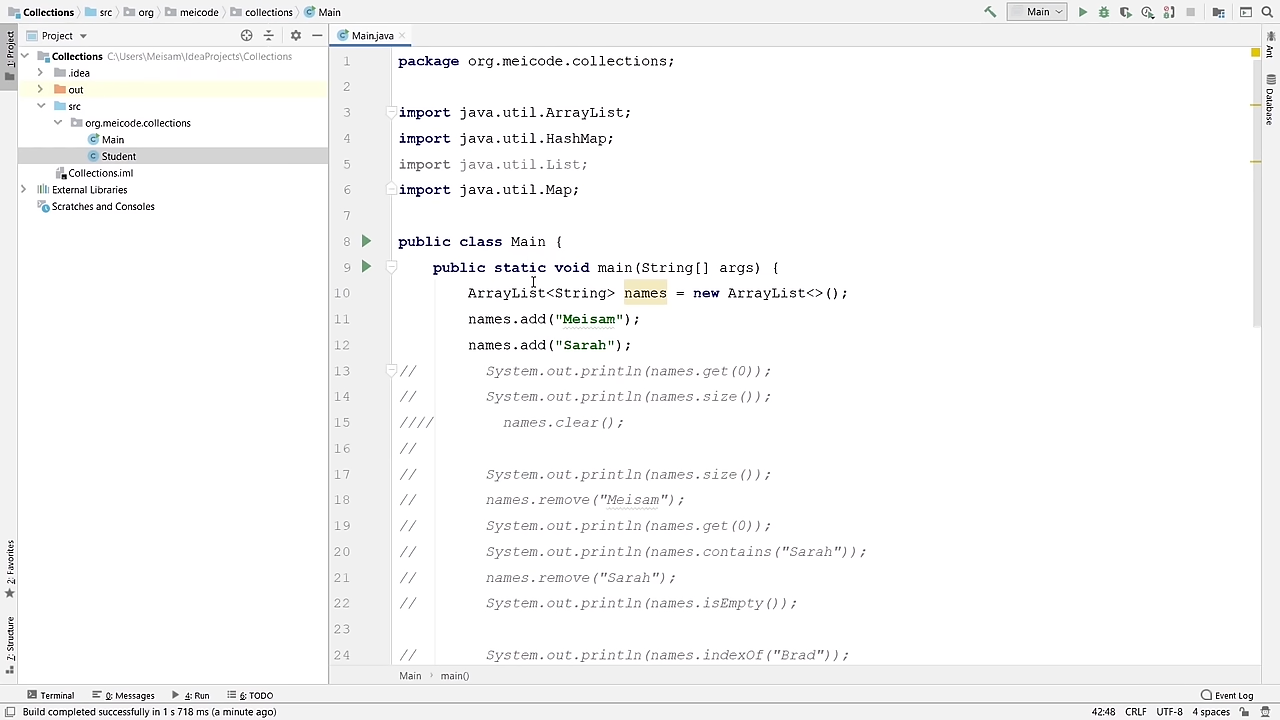 Collections src org meicode collections Main Main
Project Main.java
1: Project
Collections C:\Users\Meisam\IdeaProjects\Collections
.idea
out
src
org.meicode.collections
Main
Student
Collections.iml
External Libraries
Scratches and Consoles
1 package org.meicode.collections;
2
3 import java.util.ArrayList;
4 import java.util.HashMap;
5 import java.util.List;
6 import java.util.Map;
7
8 public class Main {
9 public static void main(String[] args) {
10 ArrayList<String> names = new ArrayList<>();
11 names.add("Meisam");
12 names.add("Sarah");
13 // System.out.println(names.get(0));
14 // System.out.println(names.size());
15 //// names.clear();
16 //
17 // System.out.println(names.size());
18 // names.remove("Meisam");
19 // System.out.println(names.get(0));
20 // System.out.println(names.contains("Sarah"));
21 // names.remove("Sarah");
22 // System.out.println(names.isEmpty());
23
24 // System.out.println(names.indexOf("Brad"));
Main main()
Ant
Database
2: Favorites
7: Structure
Terminal 0: Messages 4: Run 6: TODO Event Log
Build completed successfully in 1 s 718 ms (a minute ago) 42:48 CRLF UTF-8 4 spaces